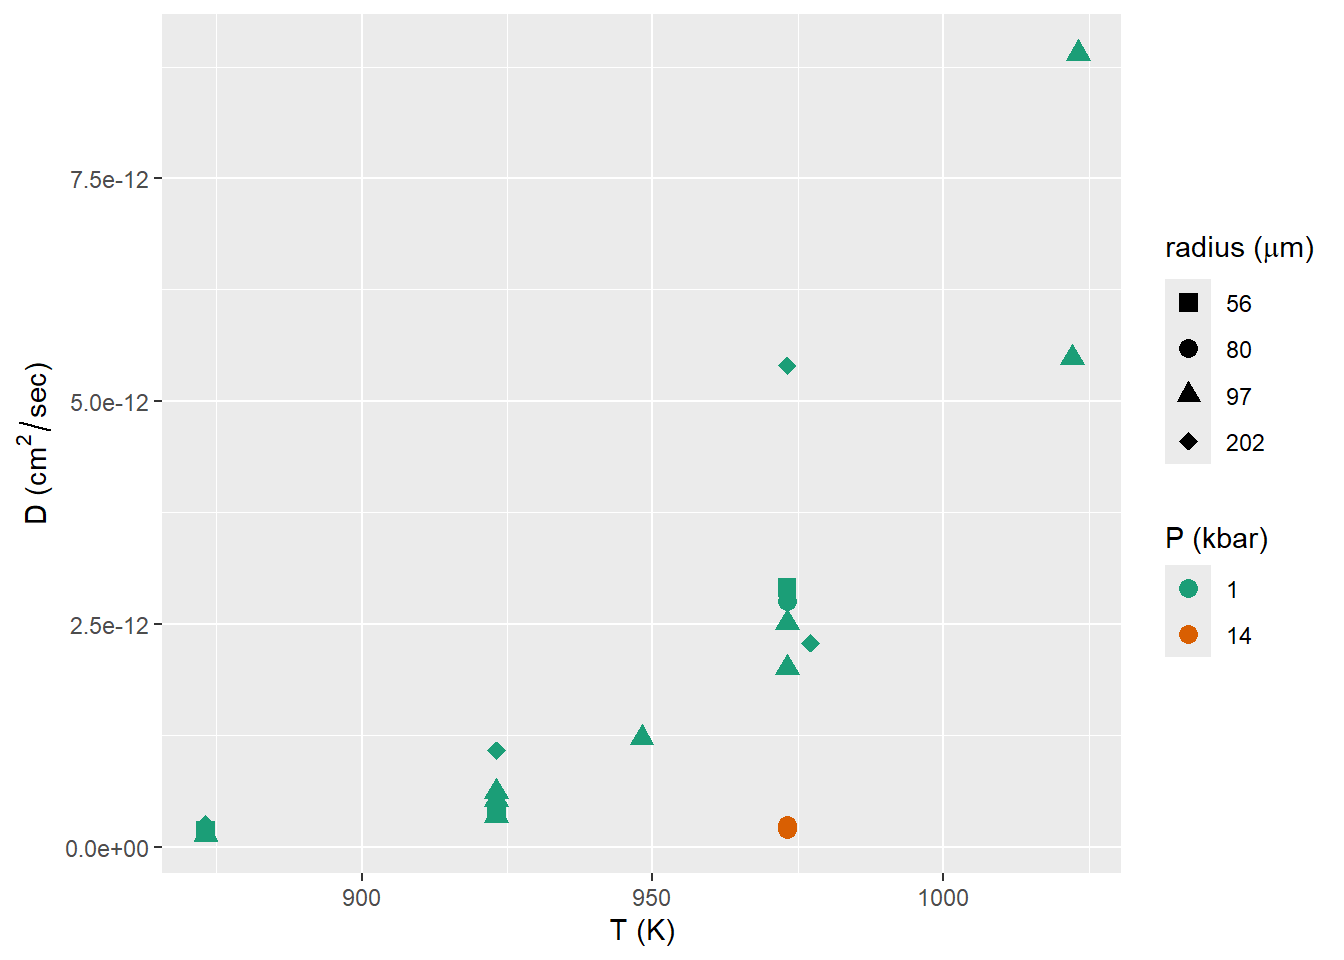 7.5e-12
5.0e-12
2.5e-12
0.0e+00
D (cm²/sec)
900
950
1000
T (K)
radius (μm)
56
80
97
202
P (kbar)
1
14